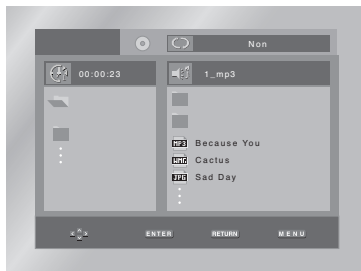 Non
00:00:23
1_mp3
MP3 Because You
WMA Cactus
JPG Sad Day
ENTER RETURN MENU